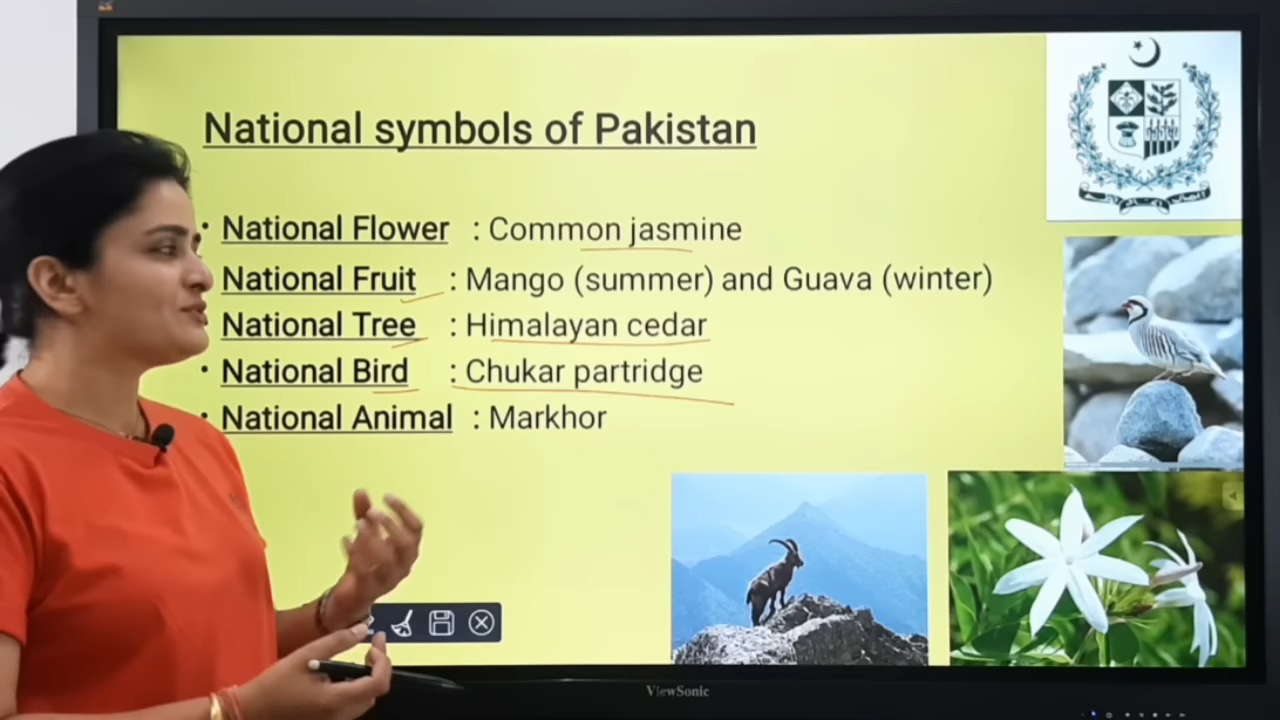 National symbols of Pakistan
• National Flower : Common jasmine
National Fruit : Mango (summer) and Guava (winter)
National Tree : Himalayan cedar
• National Bird : Chukar partridge
• National Animal : Markhor
ViewSonic